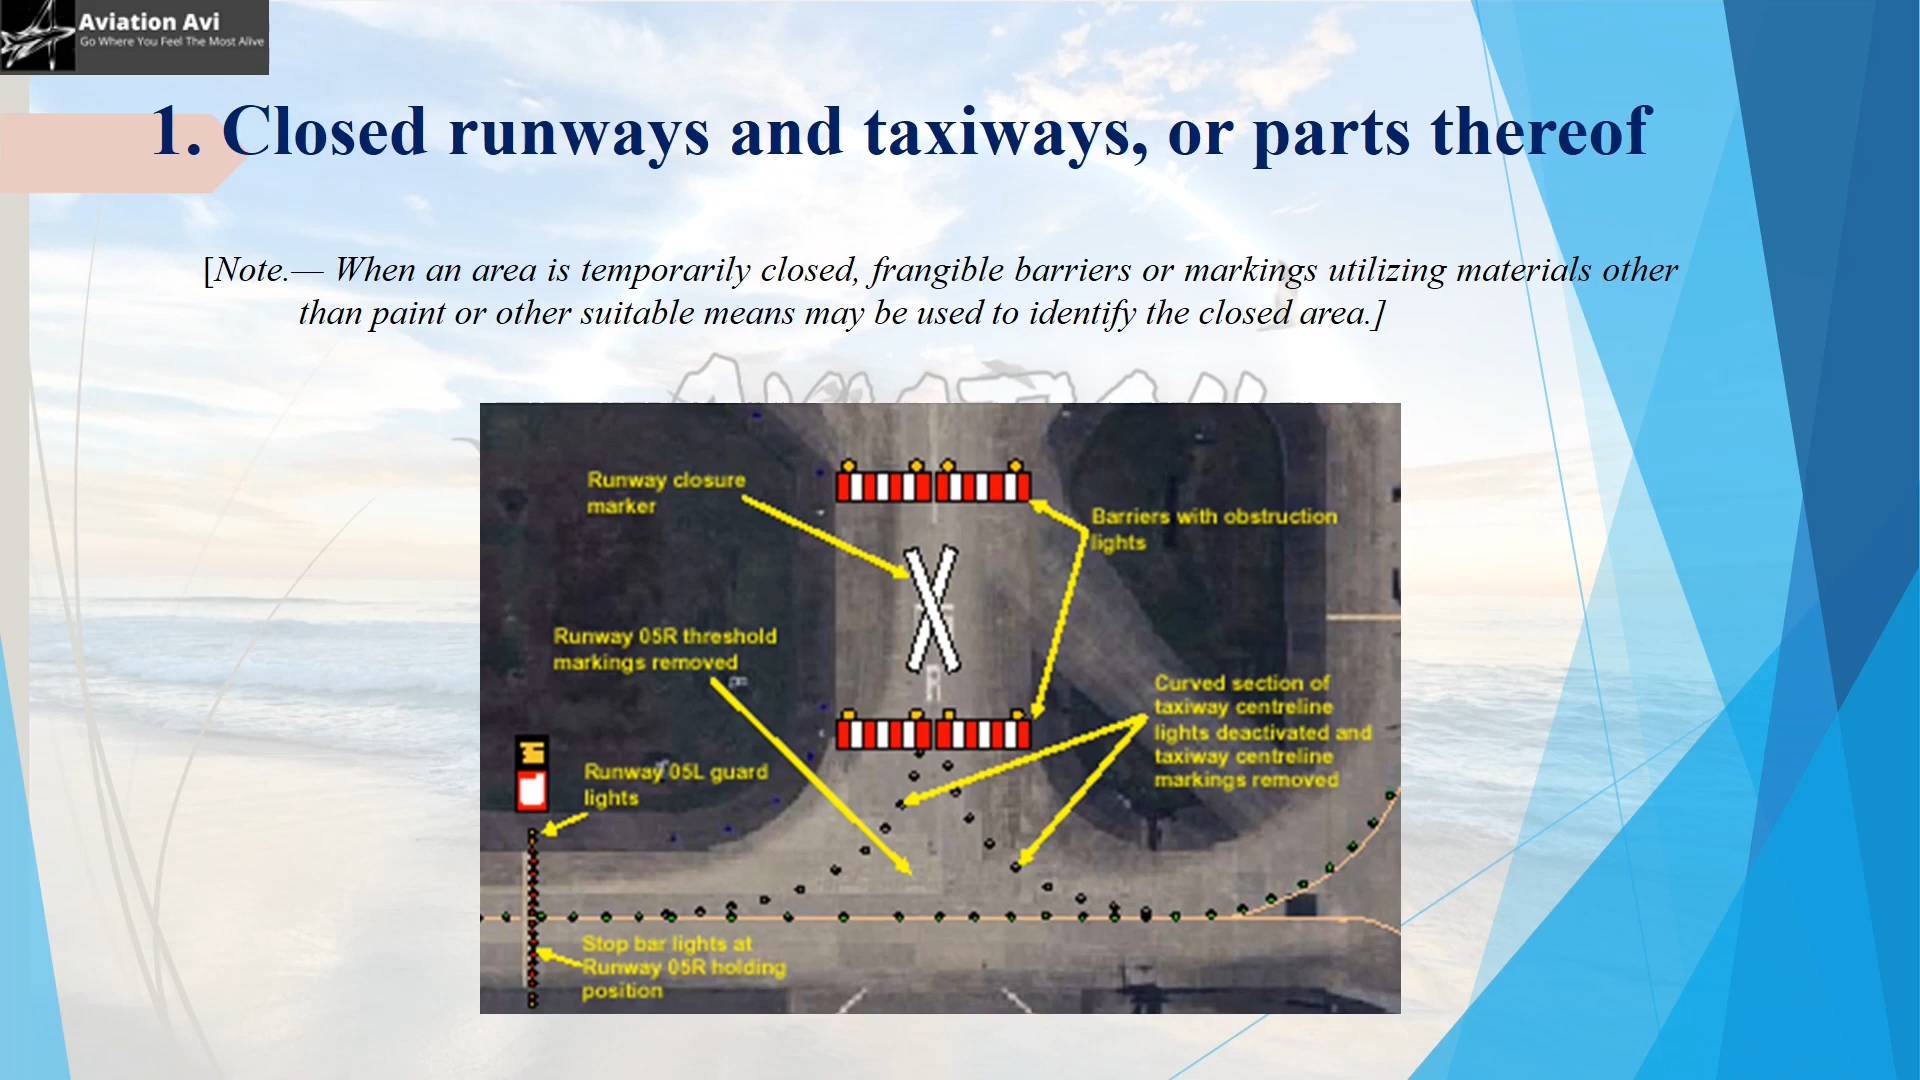 Aviation Avi
Go Where You Feel The Most Alive
1. Closed runways and taxiways, or parts thereof
[Note.— When an area is temporarily closed, frangible barriers or markings utilizing materials other
than paint or other suitable means may be used to identify the closed area.]
Runway closure
marker
Barriers with obstruction
lights
Runway 05R threshold
markings removed
R
Curved section of
taxiway centreline
lights deactivated and
taxiway centreline
markings removed
Runway 05L guard
lights
Stop bar lights at
Runway 05R holding
position